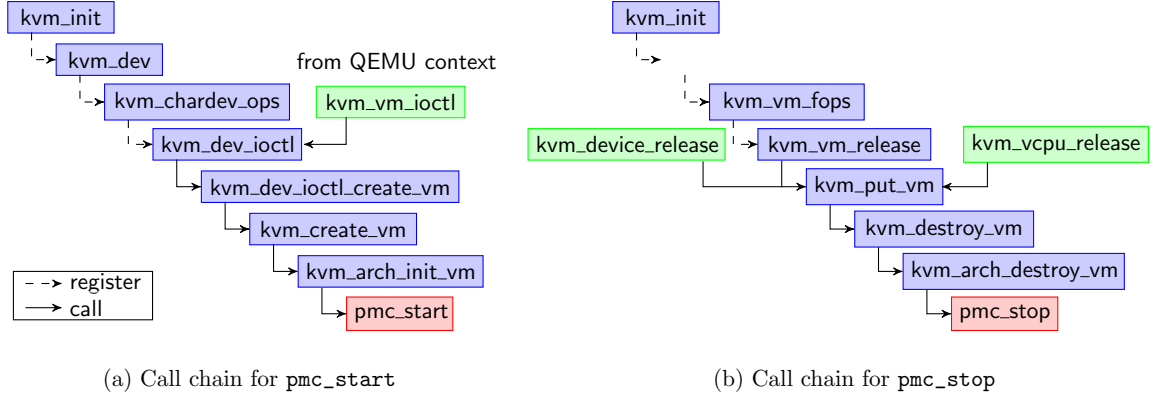 kvm_init
kvm_dev
from QEMU context
kvm_chardev_ops
kvm_vm_ioctl
kvm_dev_ioctl
kvm_dev_ioctl_create_vm
kvm_create_vm
kvm_arch_init_vm
pmc_start
register
call
(a) Call chain for pmc_start
kvm_init
kvm_vm_fops
kvm_device_release
kvm_vm_release
kvm_vcpu_release
kvm_put_vm
kvm_destroy_vm
kvm_arch_destroy_vm
pmc_stop
(b) Call chain for pmc_stop